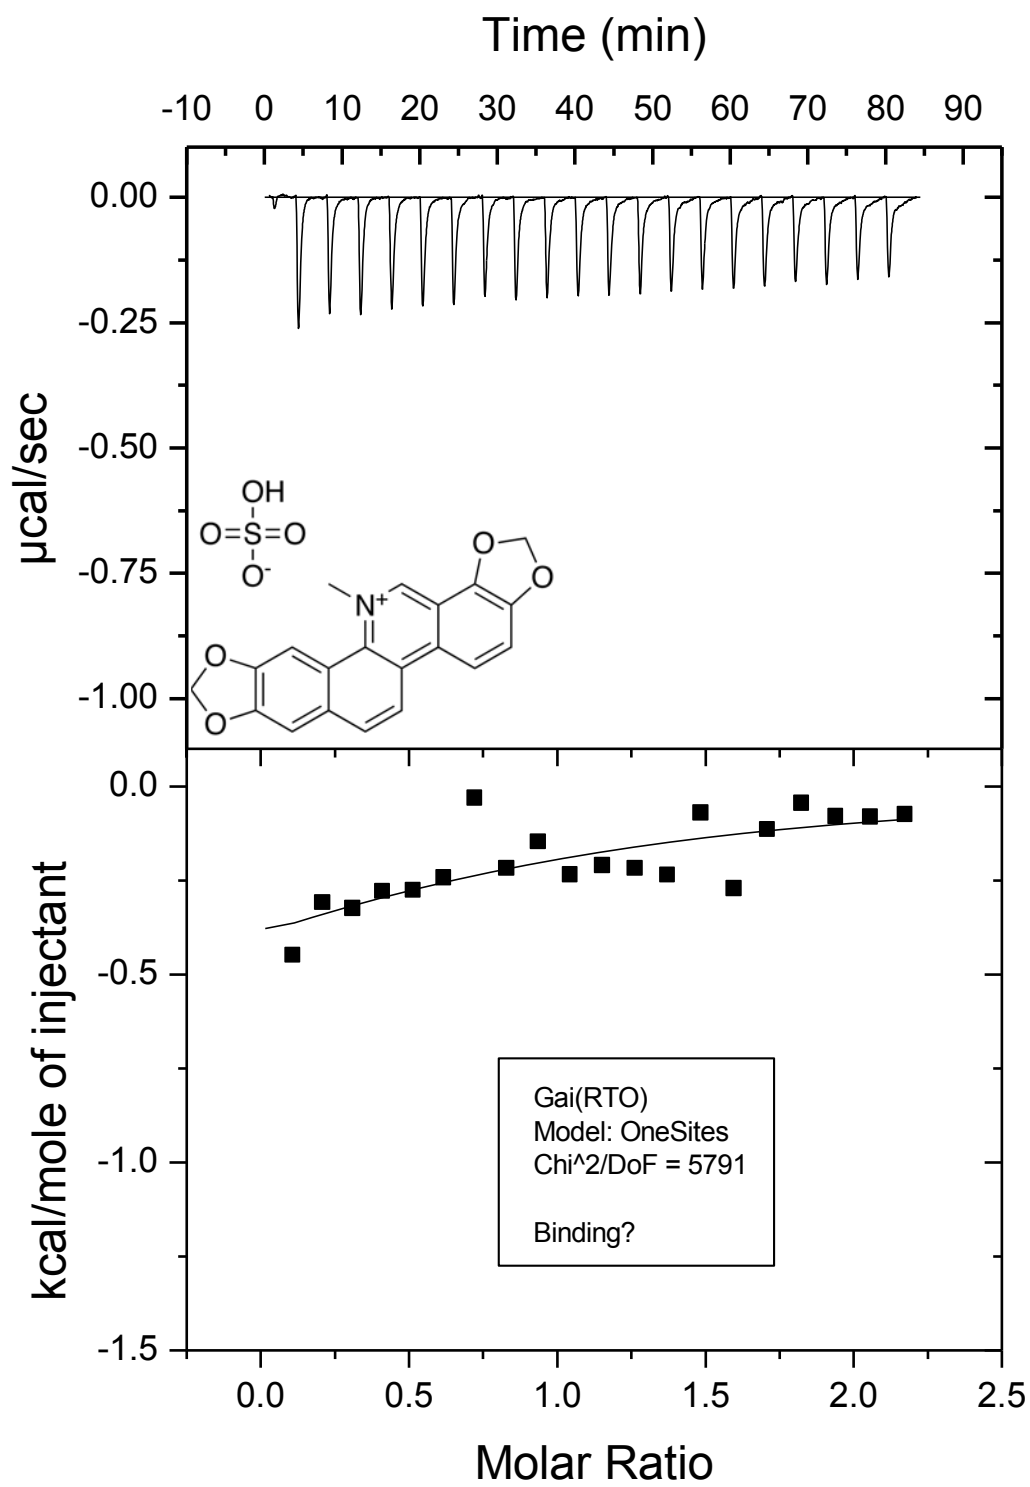 Time (min)
-10 0 10 20 30 40 50 60 70 80 90
0.00
-0.25
-0.50
-0.75
-1.00
µcal/sec
OH
O=S=O
O-
N+
O
O
O
O
0.0
-0.5
-1.0
-1.5
kcal/mole of injectant
Gai(RTO)
Model: OneSites
Chi^2/DoF = 5791
Binding?
0.0 0.5 1.0 1.5 2.0 2.5
Molar Ratio